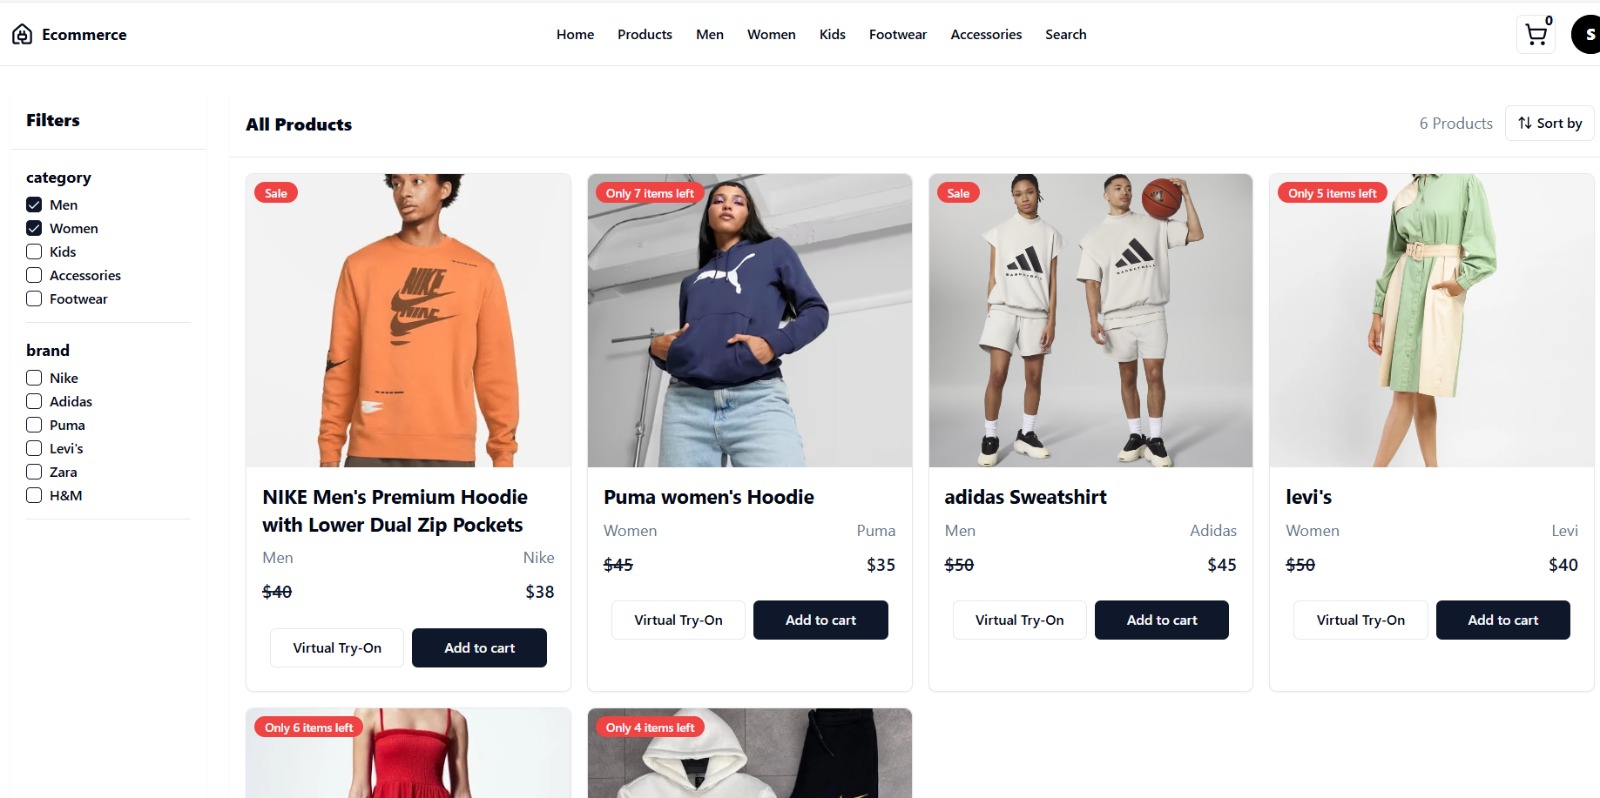 Ecommerce
Home Products Men Women Kids Footwear Accessories Search
0
S
Filters
category
Men
Women
Kids
Accessories
Footwear
brand
Nike
Adidas
Puma
Levi's
Zara
H&M
All Products
6 Products
Sort by
Sale
NIKE
NIKE
NIKE Men's Premium Hoodie
with Lower Dual Zip Pockets
Men Nike
$40 $38
Virtual Try-On Add to cart
Only 7 items left
Puma women's Hoodie
Women Puma
$45 $35
Virtual Try-On Add to cart
Sale
BASKETBALL
BASKETBALL
adidas Sweatshirt
Men Adidas
$50 $45
Virtual Try-On Add to cart
Only 5 items left
levi's
Women Levi
$50 $40
Virtual Try-On Add to cart
Only 6 items left
Only 4 items left